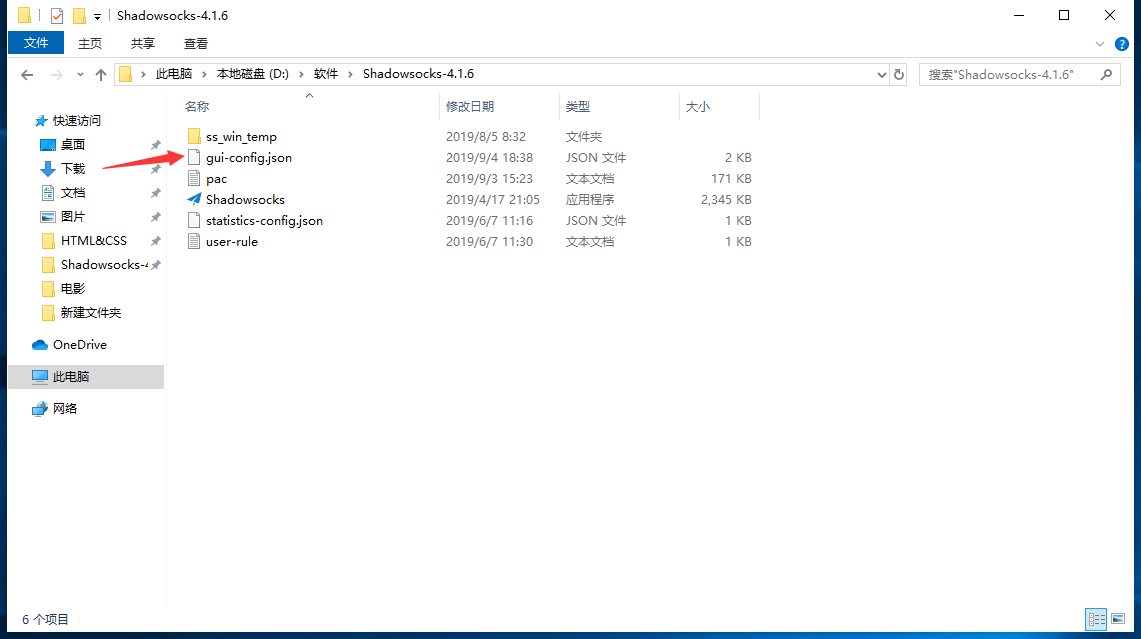 Shadowsocks-4.1.6
文件 主页 共享 查看
此电脑 本地磁盘 (D:) 软件 Shadowsocks-4.1.6 搜索"Shadowsocks-4.1.6"
名称 修改日期 类型 大小
快速访问
桌面
下载
文档
图片
HTML&CSS
Shadowsocks-4
电影
新建文件夹
OneDrive
此电脑
网络
ss_win_temp 2019/8/5 8:32 文件夹
gui-config.json 2019/9/4 18:38 JSON 文件 2 KB
pac 2019/9/3 15:23 文本文档 171 KB
Shadowsocks 2019/4/17 21:05 应用程序 2,345 KB
statistics-config.json 2019/6/7 11:16 JSON 文件 1 KB
user-rule 2019/6/7 11:30 文本文档 1 KB
6 个项目